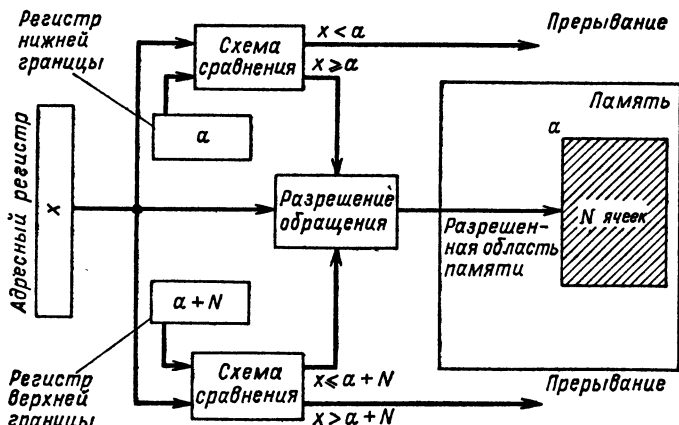 Регистр
нижней
границы
Схема
сравнения
x < a
x ⩾ a
Прерывание
a
Память
a
Адресный регистр
x
Разрешение
обращения
N ячеек
Разрешен-
ная область
памяти
a + N
Регистр
верхней
границы
Схема
сравнения
x ⩽ a + N
x > a + N
Прерывание